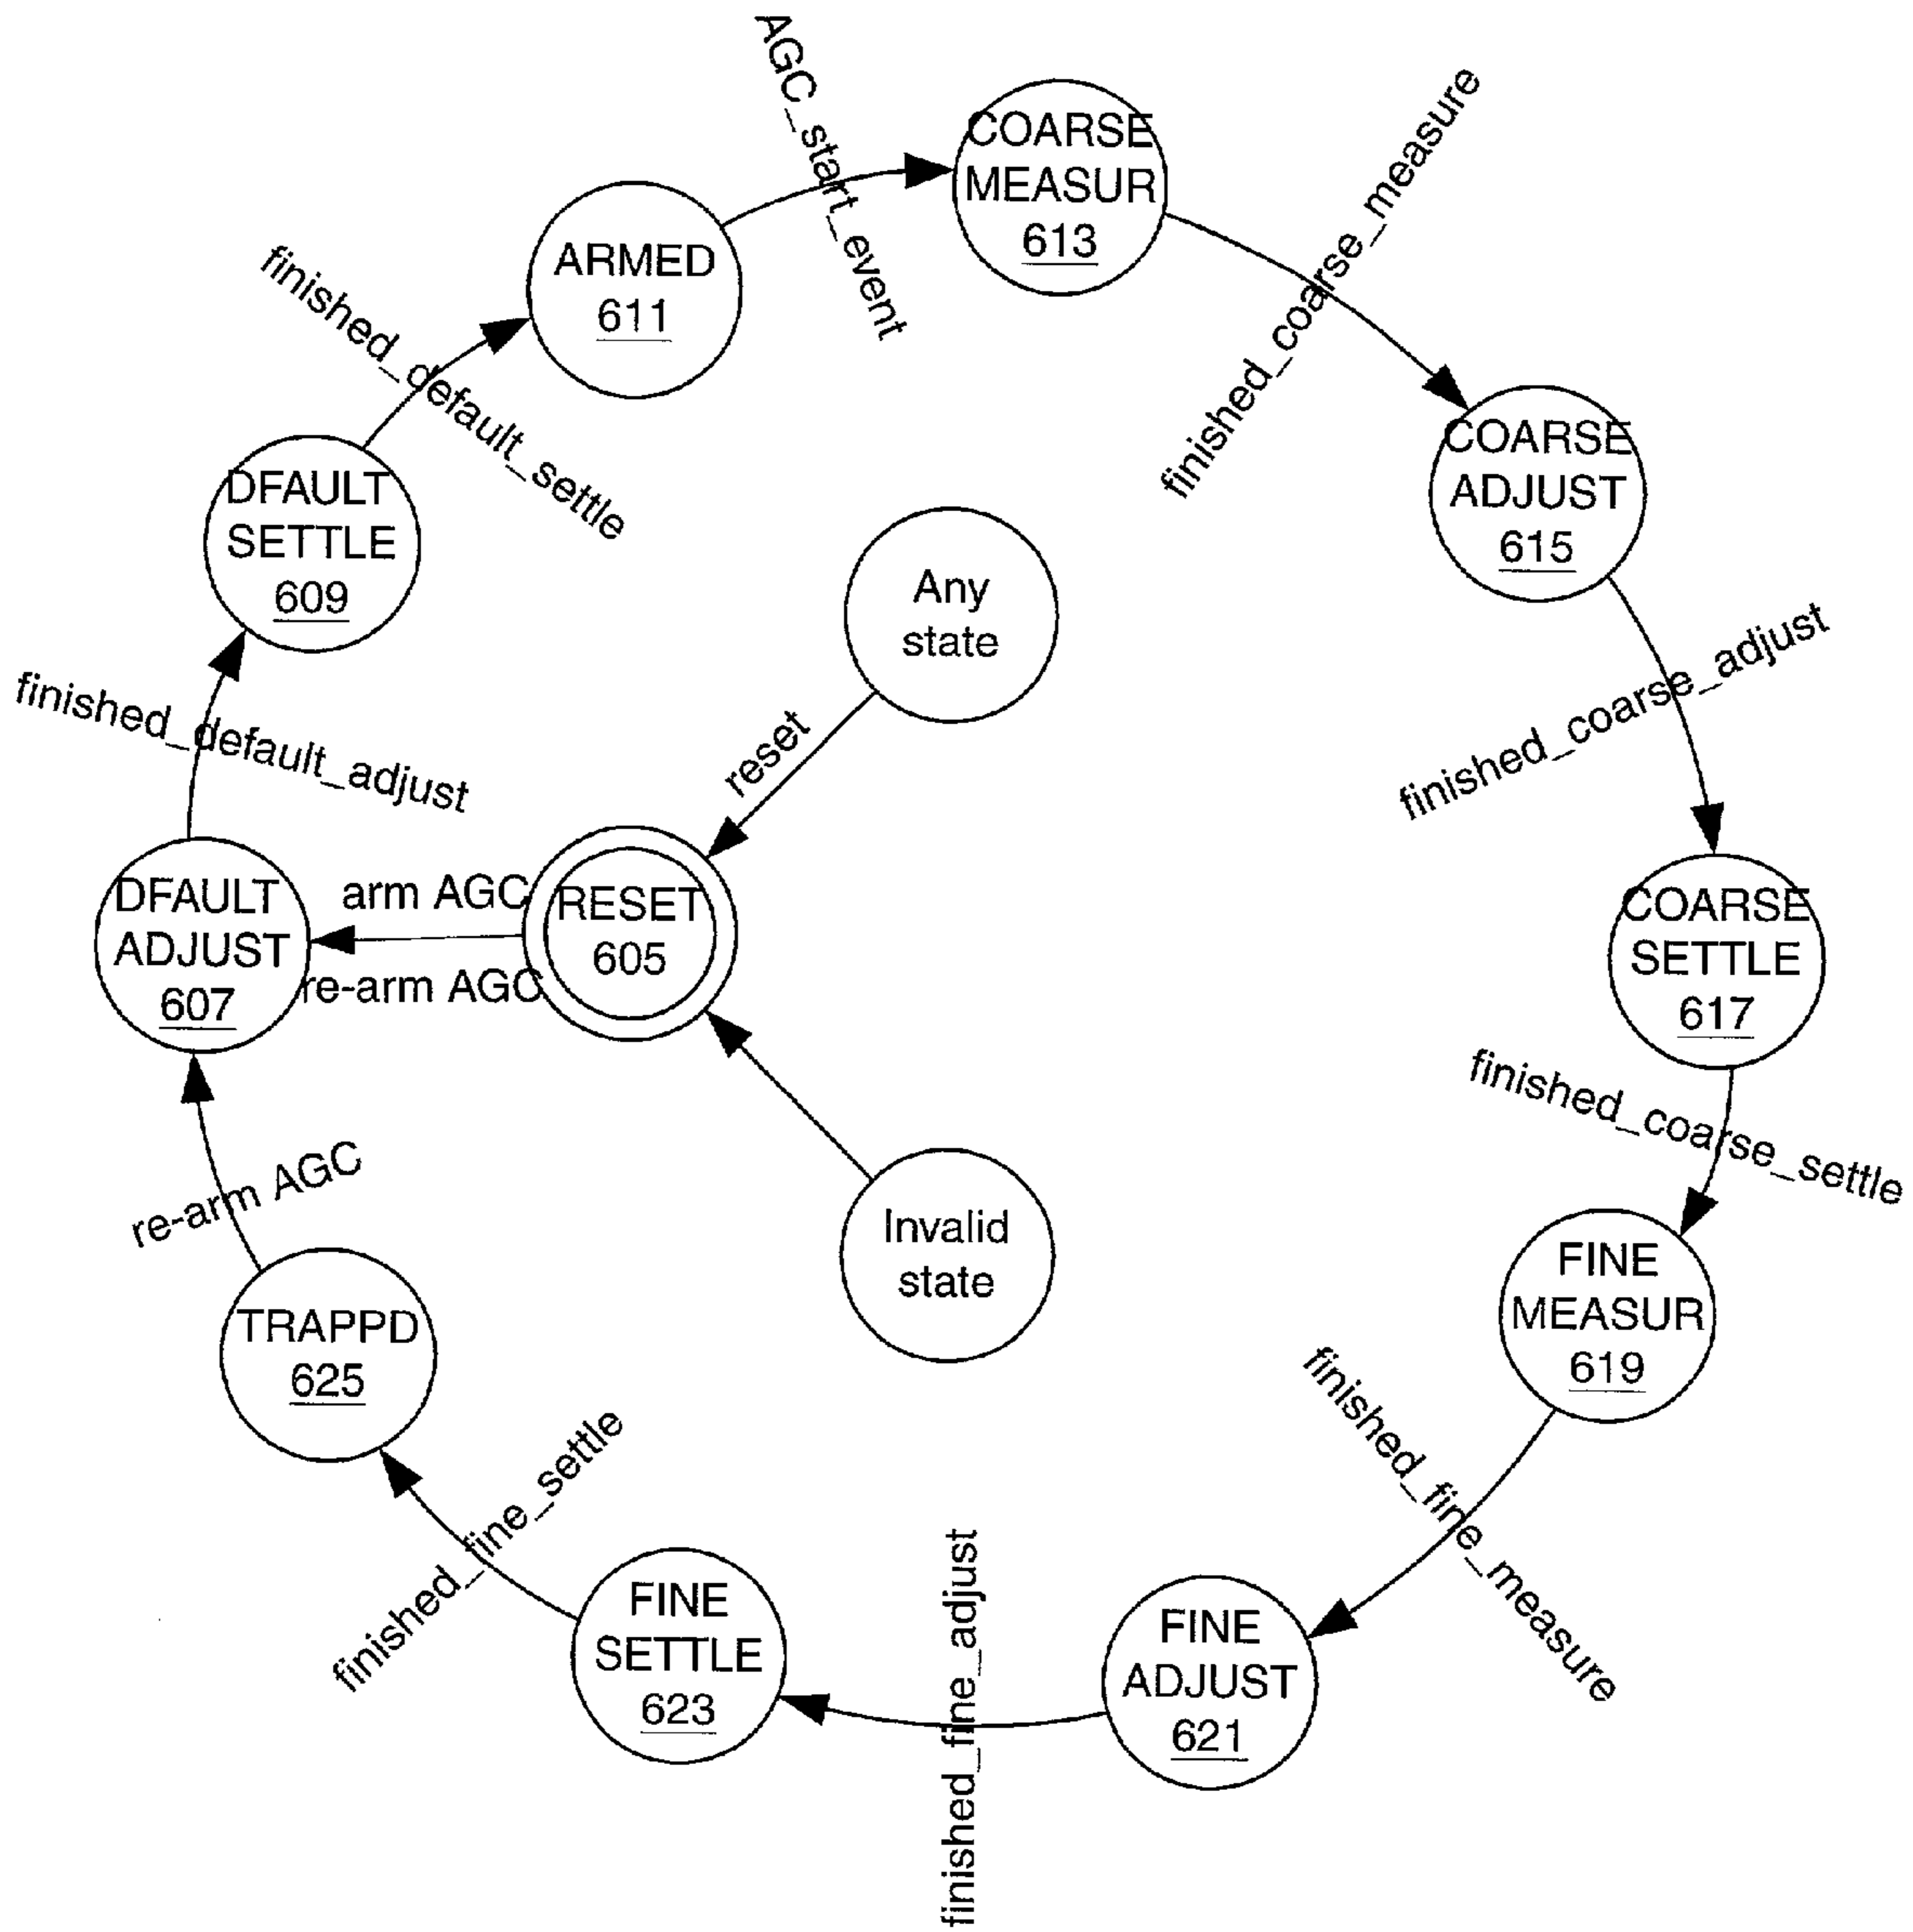 AGC_start_event
COARSE
MEASUR
613
finished_coarse_measure
ARMED
611
finished_default_settle
COARSE
ADJUST
615
DFAULT
SETTLE
609
Any
state
finished_coarse_adjust
finished_default_adjust
reset
DFAULT
ADJUST
607
arm AGC
re-arm AGC
RESET
605
COARSE
SETTLE
617
finished_coarse_settle
re-arm AGC
Invalid
state
FINE
MEASUR
619
TRAPPD
625
finished_fine_measure
finished_fine_settle
FINE
SETTLE
623
finished_fine_adjust
FINE
ADJUST
621